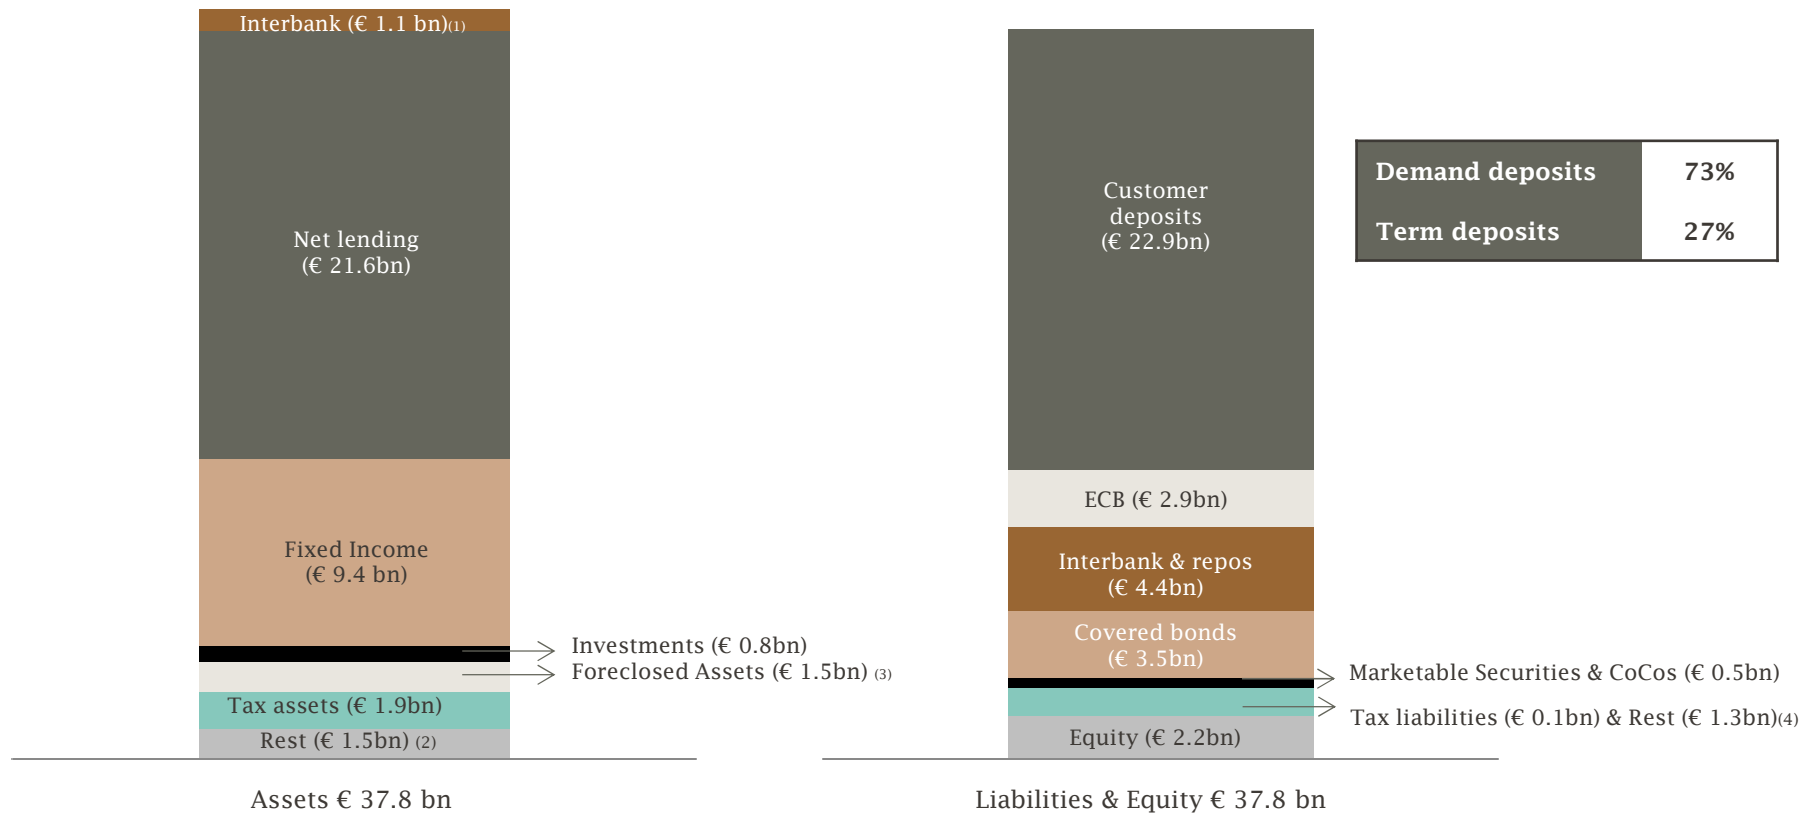 Interbank (€ 1.1 bn)(1)
Net lending
(€ 21.6bn)
Fixed Income
(€ 9.4 bn)
Investments (€ 0.8bn)
Foreclosed Assets (€ 1.5bn) (3)
Tax assets (€ 1.9bn)
Rest (€ 1.5bn) (2)
Assets € 37.8 bn
Customer
deposits
(€ 22.9bn)
ECB (€ 2.9bn)
Interbank & repos
(€ 4.4bn)
Covered bonds
(€ 3.5bn)
Marketable Securities & CoCos (€ 0.5bn)
Tax liabilities (€ 0.1bn) & Rest (€ 1.3bn)(4)
Equity (€ 2.2bn)
Liabilities & Equity € 37.8 bn
Demand deposits 73%
Term deposits 27%